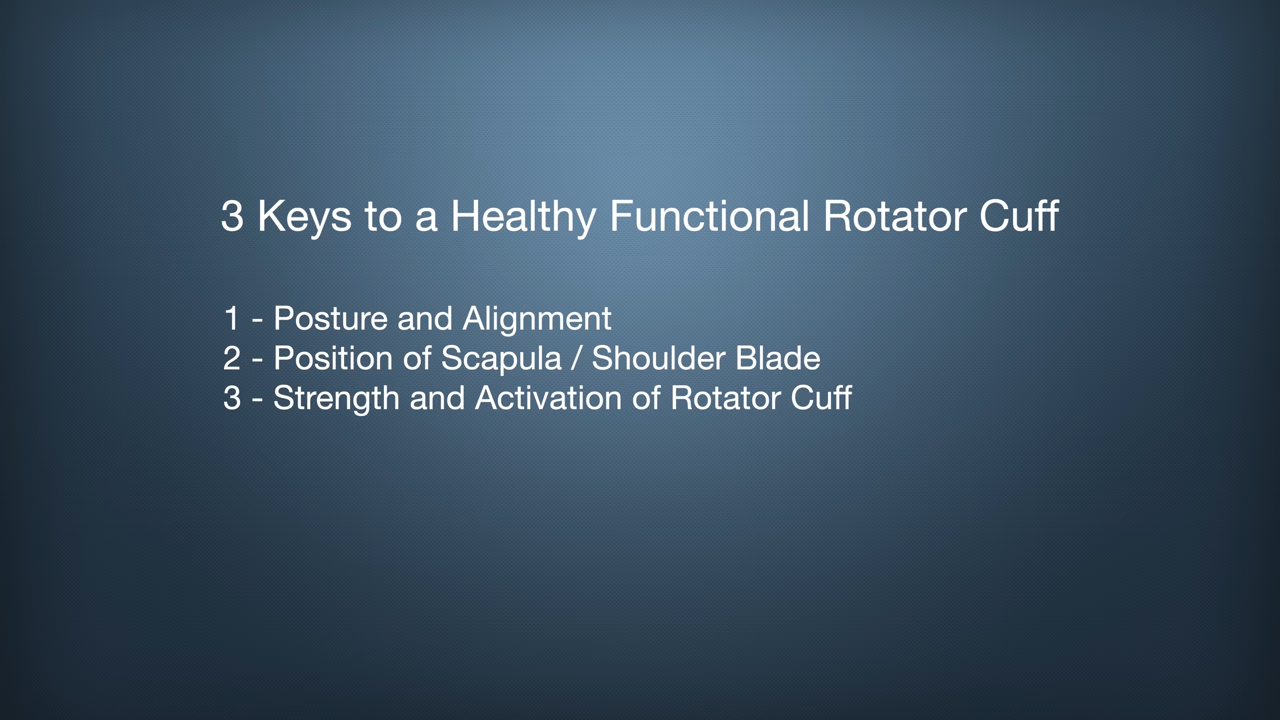 3 Keys to a Healthy Functional Rotator Cuff
1 - Posture and Alignment
2 - Position of Scapula / Shoulder Blade
3 - Strength and Activation of Rotator Cuff